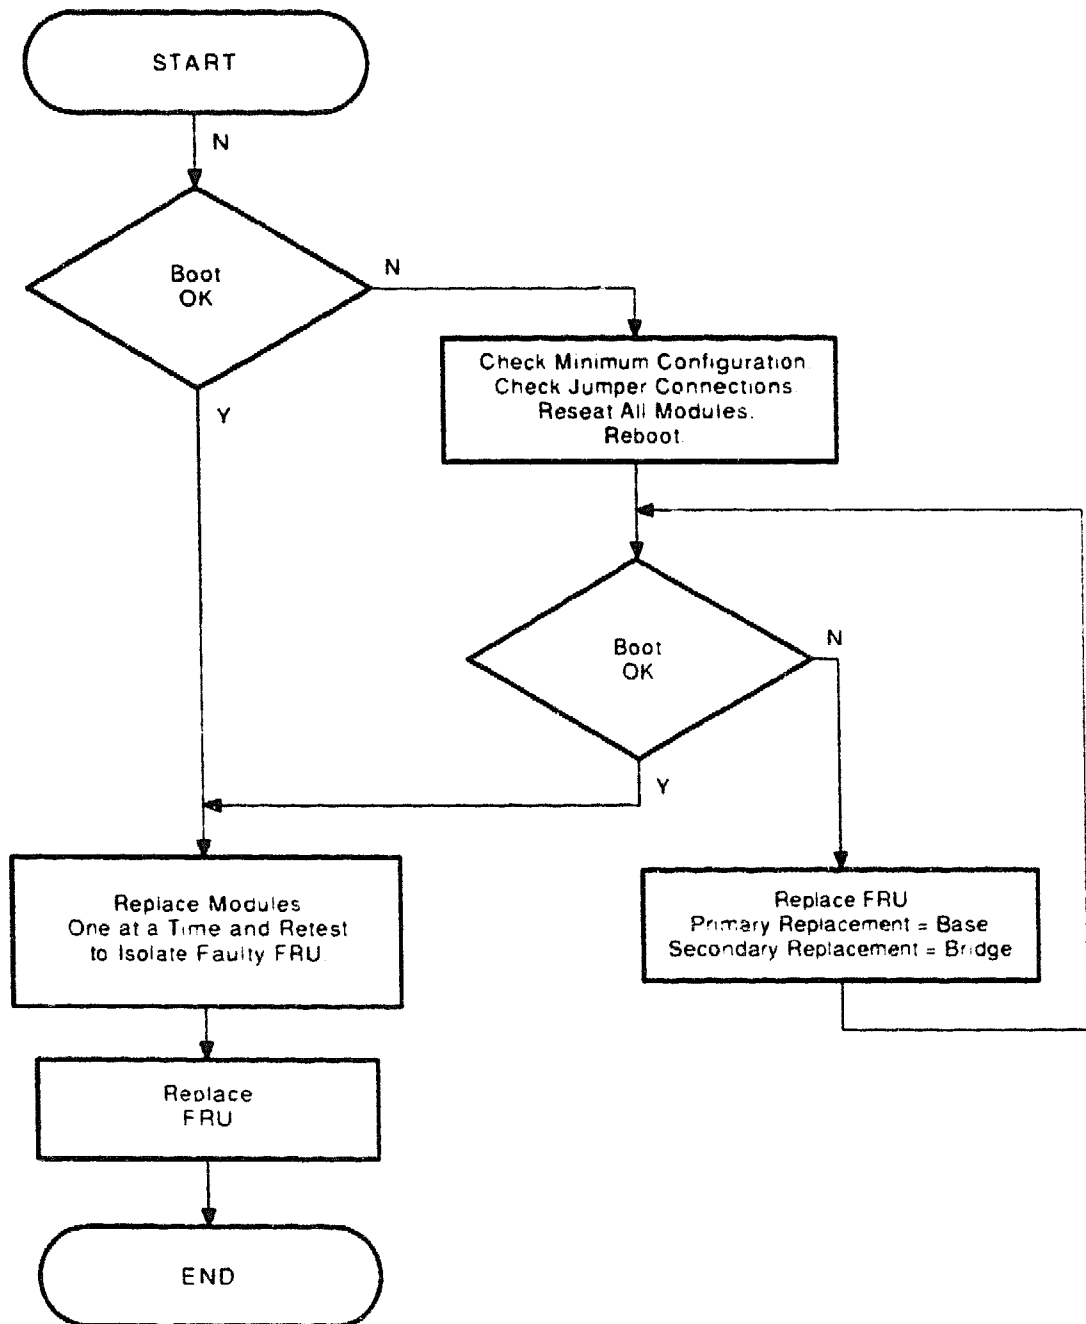 START
N
Boot
OK
N
Check Minimum Configuration.
Check Jumper Connections
Reseat All Modules.
Reboot.
Y
Boot
OK
N
Y
Replace Modules
One at a Time and Retest
to Isolate Faulty FRU.
Replace FRU
Primary Replacement = Base
Secondary Replacement = Bridge
Replace
FRU
END